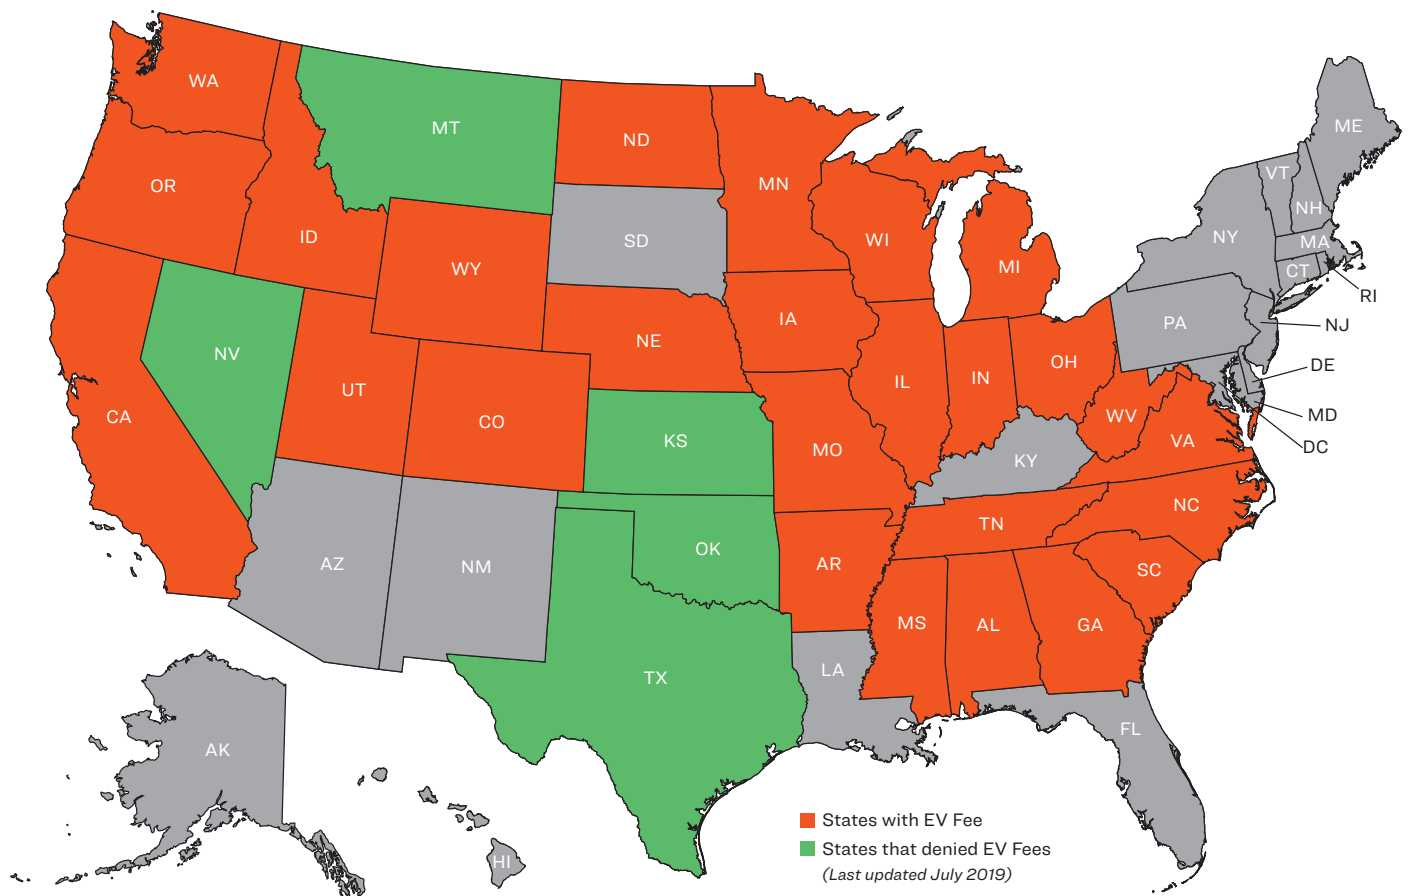 WA
MT
ND
MN
ME
VT
NH
OR
ID
SD
WI
NY
MA
WY
MI
CT
RI
IA
PA
NJ
NV
NE
OH
DE
UT
IL
IN
CA
CO
WV
MD
KS
MO
VA
DC
KY
NC
TN
AZ
NM
OK
AR
SC
MS
AL
GA
TX
LA
FL
AK
HI
States with EV Fee
States that denied EV Fees
(Last updated July 2019)